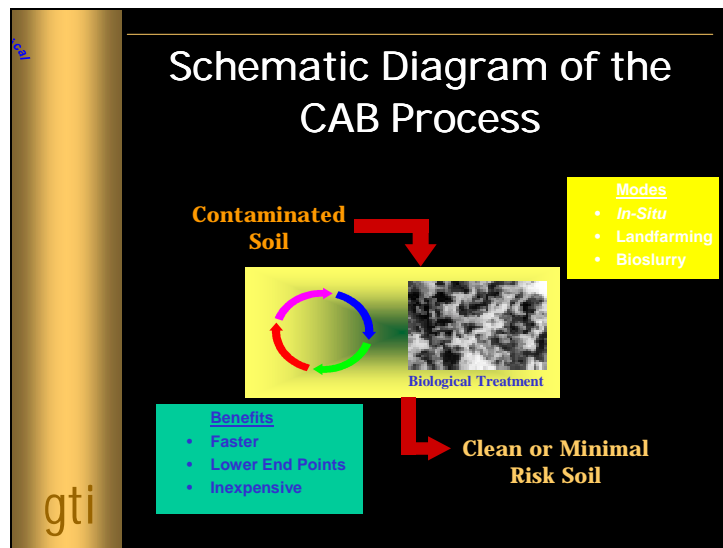 Schematic Diagram of the
CAB Process
Contaminated
Soil
Modes
• In-Situ
• Landfarming
• Bioslurry
Biological Treatment
Benefits
• Faster
• Lower End Points
• Inexpensive
Clean or Minimal
Risk Soil
gti